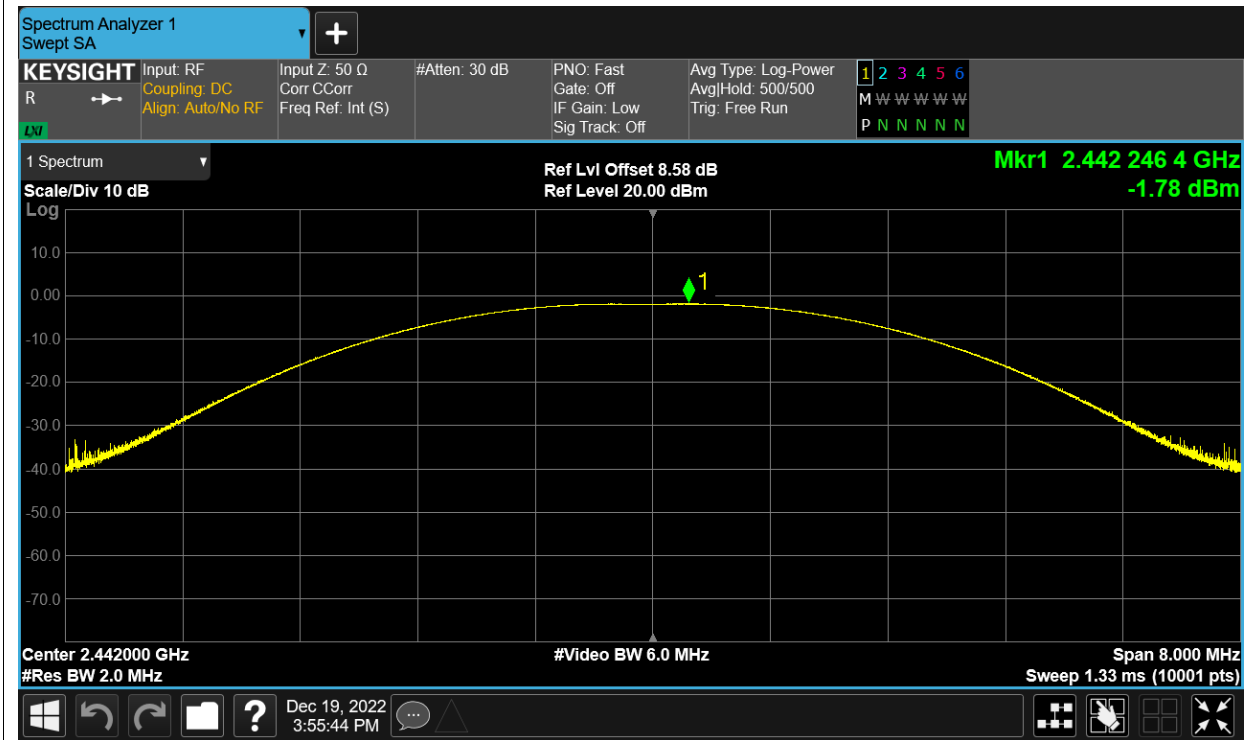 Spectrum Analyzer 1
Swept SA
KEYSIGHT
R
LXI
Input: RF
Coupling: DC
Align: Auto/No RF
Input Z: 50 Ω
Corr CCorr
Freq Ref: Int (S)
#Atten: 30 dB
PNO: Fast
Gate: Off
IF Gain: Low
Sig Track: Off
Avg Type: Log-Power
Avg|Hold: 500/500
Trig: Free Run
1 2 3 4 5 6
M W W W W W
P N N N N N
1 Spectrum
Scale/Div 10 dB
Log
Ref Lvl Offset 8.58 dB
Ref Level 20.00 dBm
Mkr1 2.442 246 4 GHz
-1.78 dBm
1
10.0
0.00
-10.0
-20.0
-30.0
-40.0
-50.0
-60.0
-70.0
Center 2.442000 GHz
#Res BW 2.0 MHz
#Video BW 6.0 MHz
Span 8.000 MHz
Sweep 1.33 ms (10001 pts)
?
Dec 19, 2022
3:55:44 PM